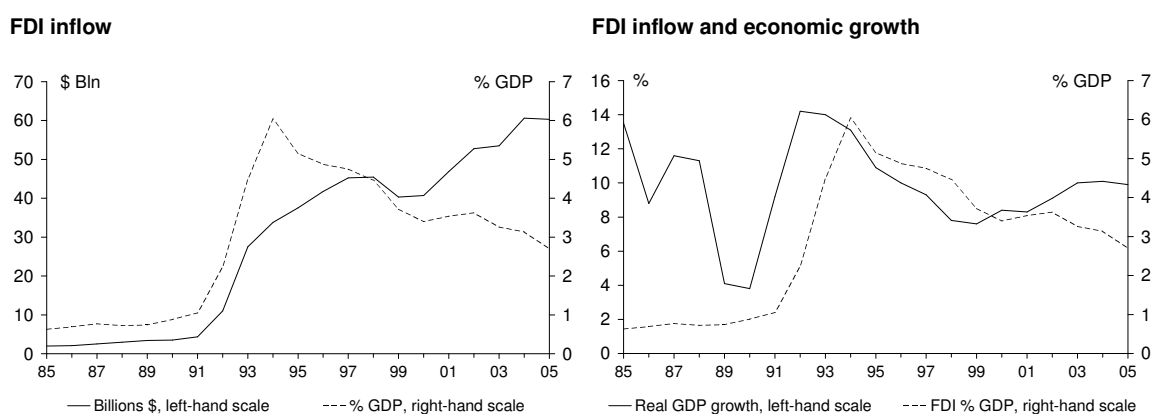 FDI inflow
$ Bln % GDP
70 7
60 6
50 5
40 4
30 3
20 2
10 1
0 0
85 87 89 91 93 95 97 99 01 03 05
Billions $, left-hand scale % GDP, right-hand scale
FDI inflow and economic growth
% % GDP
16 7
14 6
12 5
10 4
8 3
6 2
4 1
2 0
0
85 87 89 91 93 95 97 99 01 03 05
Real GDP growth, left-hand scale FDI % GDP, right-hand scale